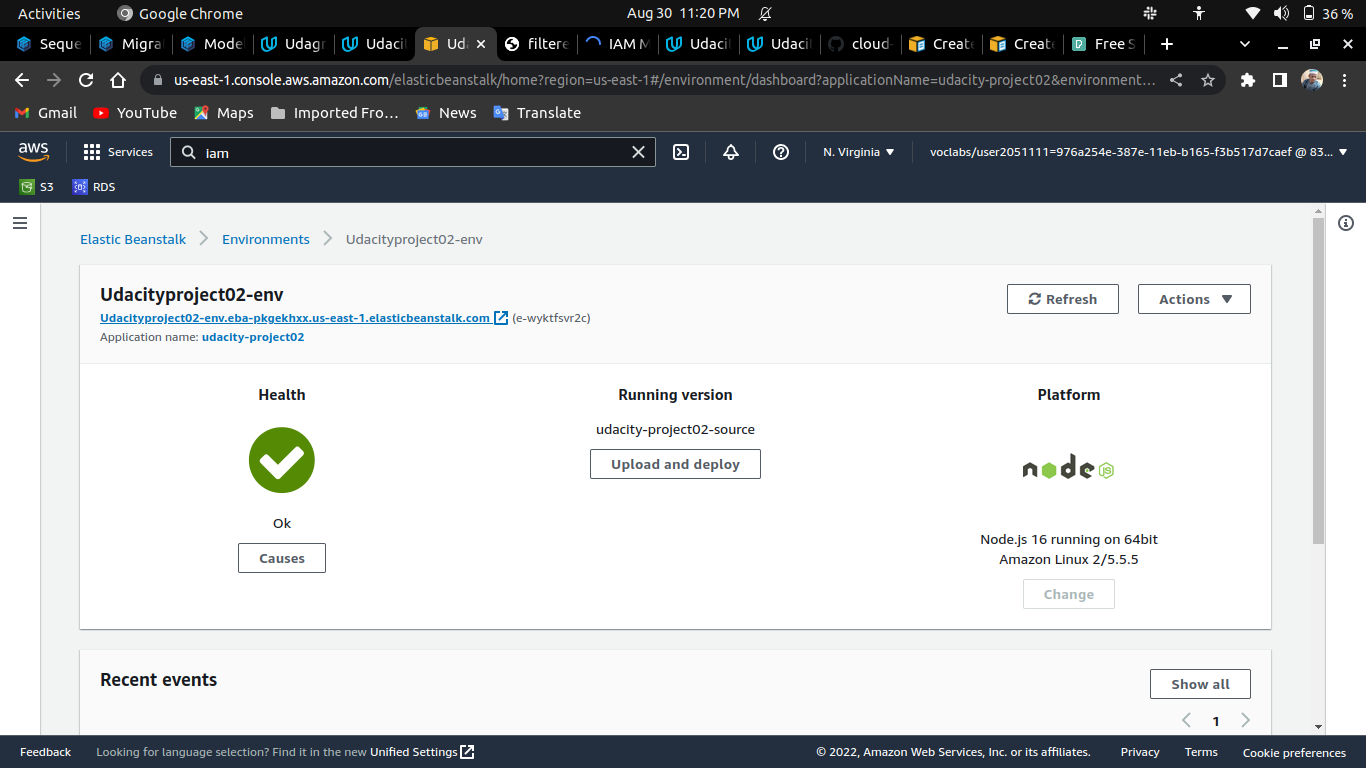 Activities Google Chrome Aug 30 11:20 PM 36 %
Seque Migra Mode Udagr Udacit Ud filtere IAM M Udacit Udacit cloud- Create Create Free S
us-east-1.console.aws.amazon.com/elasticbeanstalk/home?region=us-east-1#/environment/dashboard?applicationName=udacity-project02&environment…
Gmail YouTube Maps Imported Fro… News Translate
aws Services iam N. Virginia voclabs/user2051111=976a254e-387e-11eb-b165-f3b517d7caef @ 83...
S3 RDS
Elastic Beanstalk Environments Udacityproject02-env
Udacityproject02-env Refresh Actions
Udacityproject02-env.eba-pkgekhxx.us-east-1.elasticbeanstalk.com (e-wyktfsvr2c)
Application name: udacity-project02
Health Running version Platform
udacity-project02-source
Upload and deploy
node JS
Ok
Causes
Node.js 16 running on 64bit
Amazon Linux 2/5.5.5
Change
Recent events Show all
1
Feedback Looking for language selection? Find it in the new Unified Settings © 2022, Amazon Web Services, Inc. or its affiliates. Privacy Terms Cookie preferences